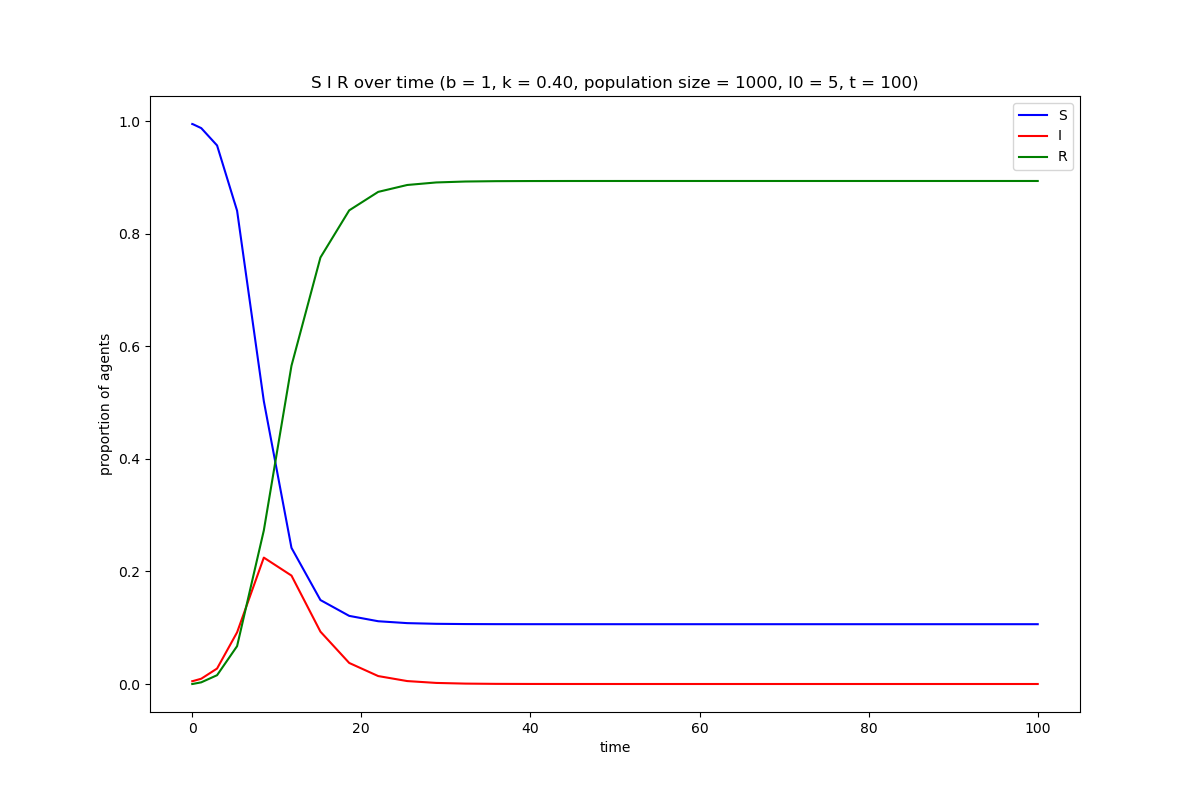 S I R over time (b = 1, k = 0.40, population size = 1000, I0 = 5, t = 100)
S
I
R
1.0
0.8
0.6
0.4
0.2
0.0
proportion of agents
0 20 40 60 80 100
time